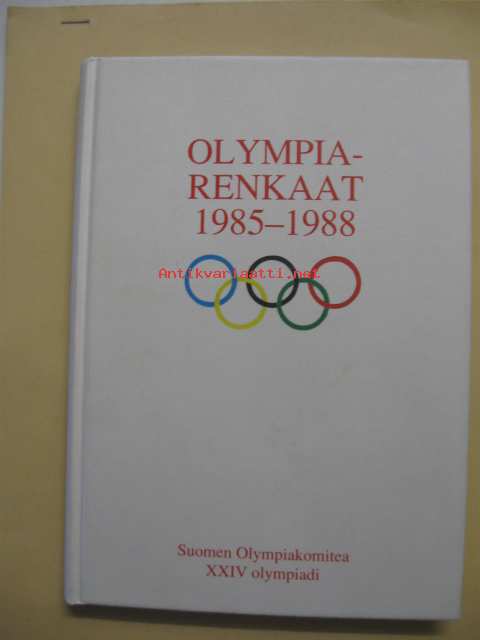 OLYMPIA-
RENKAAT
1985–1988
Antikvariaatti.net
Suomen Olympiakomitea
XXIV olympiadi